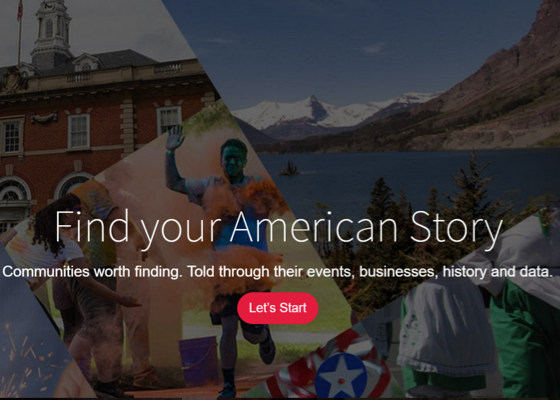 Find your American Story
Communities worth finding. Told through their events, businesses, history and data.
Let's Start